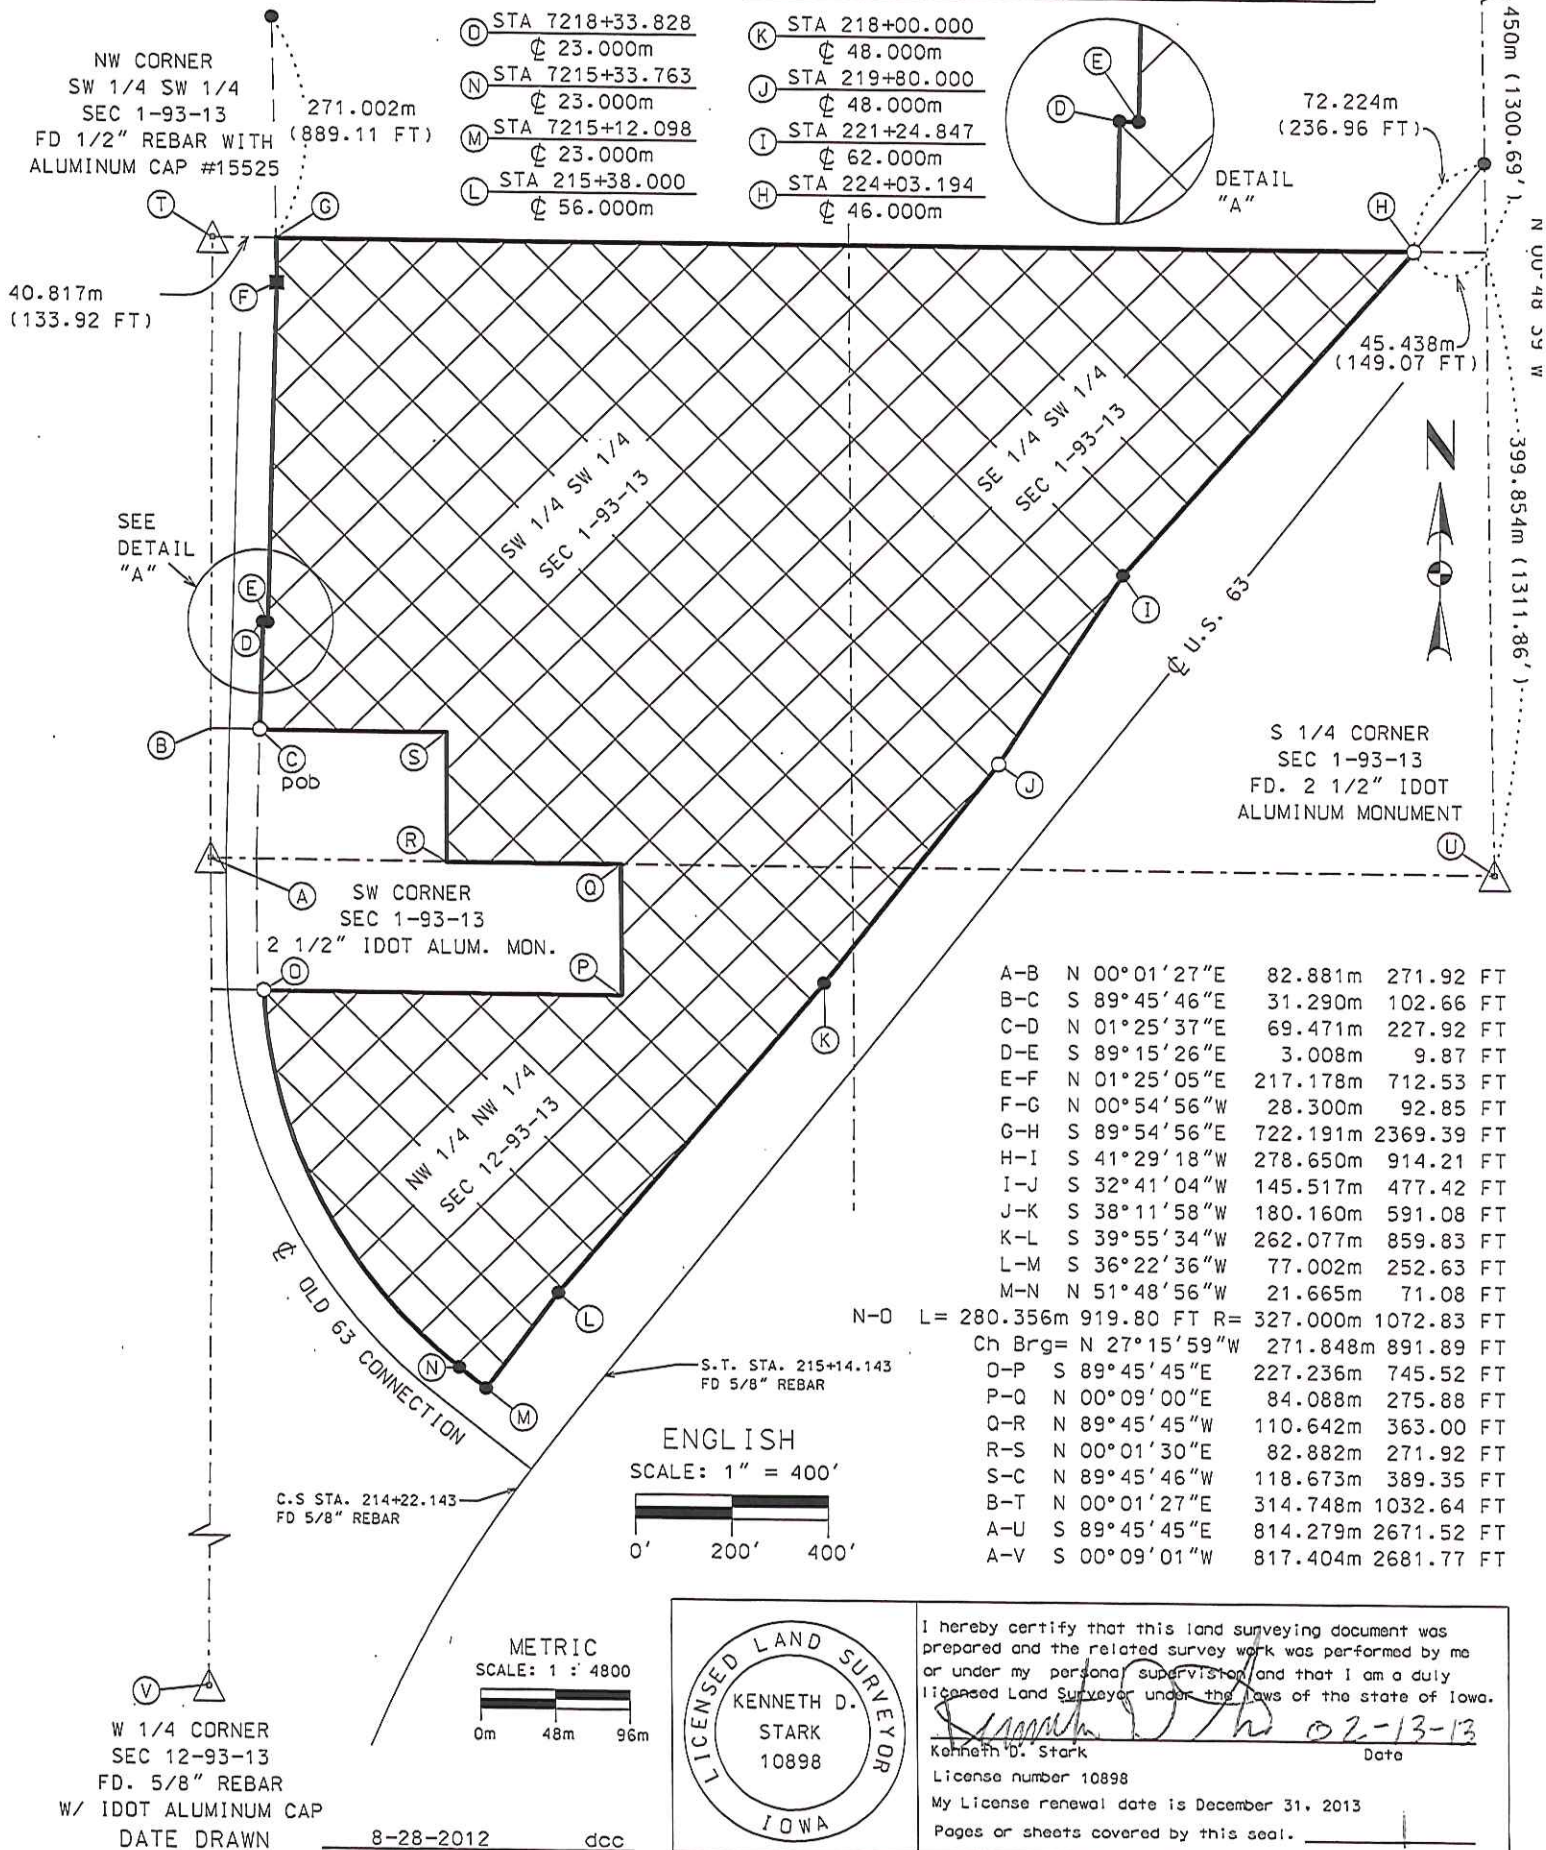 NW CORNER
SW 1/4 SW 1/4
SEC 1-93-13
FD 1/2" REBAR WITH
ALUMINUM CAP #15525
271.002m
(889.11 FT)
O STA 7218+33.828
℄ 23.000m
N STA 7215+33.763
℄ 23.000m
M STA 7215+12.098
℄ 23.000m
L STA 215+38.000
℄ 56.000m
K STA 218+00.000
℄ 48.000m
J STA 219+80.000
℄ 48.000m
I STA 221+24.847
℄ 62.000m
H STA 224+03.194
℄ 46.000m
E
D
DETAIL
"A"
72.224m
(236.96 FT)
450m (1300.69')
T
G
H
40.817m
(133.92 FT)
F
45.438m
(149.07 FT)
399.854m (1311.86')
SW 1/4 SW 1/4
SEC 1-93-13
SE 1/4 SW 1/4
SEC 1-93-13
N
SEE
DETAIL
"A"
E
D
I
℄ U.S. 63
B
C
pob
S
J
S 1/4 CORNER
SEC 1-93-13
FD. 2 1/2" IDOT
ALUMINUM MONUMENT
U
R
A
SW CORNER
SEC 1-93-13
2 1/2" IDOT ALUM. MON.
Q
O
P
K
NW 1/4 NW 1/4
SEC 12-93-13
℄ OLD 63 CONNECTION
L
N
M
A-B N 00°01'27"E 82.881m 271.92 FT
B-C S 89°45'46"E 31.290m 102.66 FT
C-D N 01°25'37"E 69.471m 227.92 FT
D-E S 89°15'26"E 3.008m 9.87 FT
E-F N 01°25'05"E 217.178m 712.53 FT
F-G N 00°54'56"W 28.300m 92.85 FT
G-H S 89°54'56"E 722.191m 2369.39 FT
H-I S 41°29'18"W 278.650m 914.21 FT
I-J S 32°41'04"W 145.517m 477.42 FT
J-K S 38°11'58"W 180.160m 591.08 FT
K-L S 39°55'34"W 262.077m 859.83 FT
L-M S 36°22'36"W 77.002m 252.63 FT
M-N N 51°48'56"W 21.665m 71.08 FT
N-O L= 280.356m 919.80 FT R= 327.000m 1072.83 FT
Ch Brg= N 27°15'59"W 271.848m 891.89 FT
O-P S 89°45'45"E 227.236m 745.52 FT
P-Q N 00°09'00"E 84.088m 275.88 FT
Q-R N 89°45'45"W 110.642m 363.00 FT
R-S N 00°01'30"E 82.882m 271.92 FT
S-C N 89°45'46"W 118.673m 389.35 FT
B-T N 00°01'27"E 314.748m 1032.64 FT
A-U S 89°45'45"E 814.279m 2671.52 FT
A-V S 00°09'01"W 817.404m 2681.77 FT
S.T. STA. 215+14.143
FD 5/8" REBAR
C.S STA. 214+22.143
FD 5/8" REBAR
ENGLISH
SCALE: 1" = 400'
0' 200' 400'
METRIC
SCALE: 1 : 4800
0m 48m 96m
V
W 1/4 CORNER
SEC 12-93-13
FD. 5/8" REBAR
W/ IDOT ALUMINUM CAP
DATE DRAWN 8-28-2012 dcc
LICENSED LAND SURVEYOR
KENNETH D.
STARK
10898
IOWA
I hereby certify that this land surveying document was
prepared and the related survey work was performed by me
or under my personal supervision and that I am a duly
licensed Land Surveyor under the laws of the state of Iowa.
02-13-13
Kenneth D. Stark Date
License number 10898
My License renewal date is December 31, 2013
Pages or sheets covered by this seal.